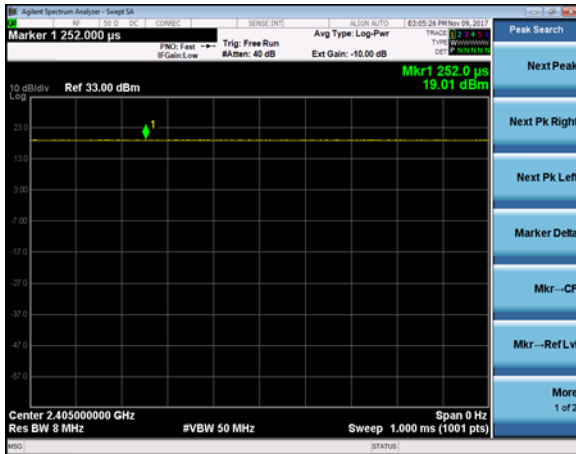 Agilent Spectrum Analyzer - Swept SA
RF 50 Ω DC CORREC SENSE:INT ALIGN AUTO 03:05:26 PM Nov 09, 2017
Marker 1 252.000 µs
PNO: Fast
IFGain:Low
Trig: Free Run
#Atten: 40 dB
Avg Type: Log-Pwr
Ext Gain: -10.00 dB
TRACE 1 2 3 4 5 6
TYPE WWWWWW
DET P NNNNN
Mkr1 252.0 µs
19.01 dBm
10 dB/div Ref 33.00 dBm
Log
1
23.0
13.0
3.00
-7.00
-17.0
-27.0
-37.0
-47.0
-57.0
Center 2.405000000 GHz Span 0 Hz
Res BW 8 MHz #VBW 50 MHz Sweep 1.000 ms (1001 pts)
MSG STATUS
Peak Search
Next Peak
Next Pk Right
Next Pk Left
Marker Delta
Mkr→CF
Mkr→Ref Lvl
More
1 of 2